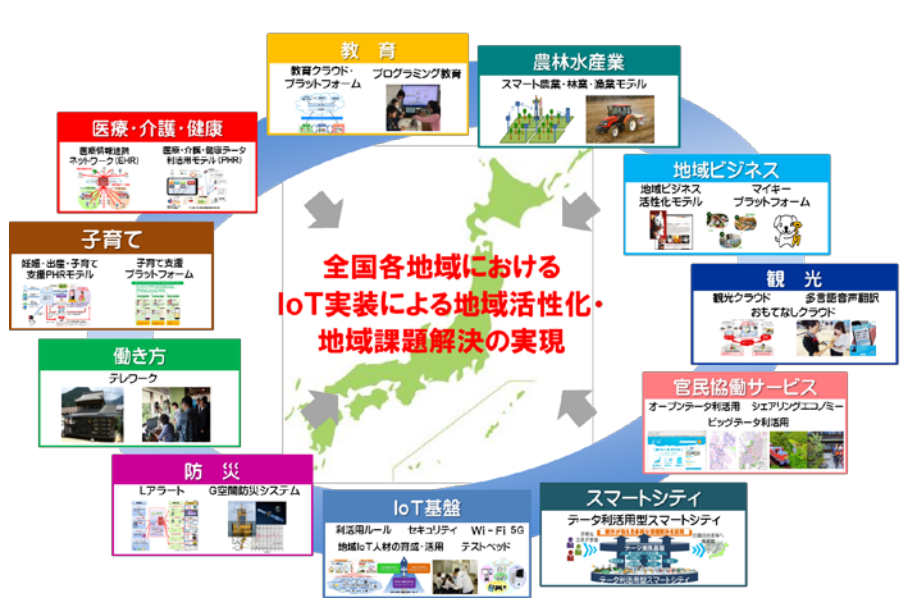 教　育
教育クラウド・
プラットフォーム
プログラミング教育
農林水産業
スマート農業・林業・漁業モデル
医療・介護・健康
医療情報連携
ネットワーク(EHR)
医療・介護・健康データ
利活用モデル(PHR)
地域ビジネス
地域ビジネス
活性化モデル
マイキー
プラットフォーム
子育て
妊娠・出産・子育て
支援PHRモデル
子育て支援
プラットフォーム
全国各地域における
IoT実装による地域活性化・
地域課題解決の実現
観　光
観光クラウド
多言語音声翻訳
おもてなしクラウド
働き方
テレワーク
官民協働サービス
オープンデータ利活用
シェアリングエコノミー
ビッグデータ利活用
防　災
Lアラート
G空間防災システム
IoT基盤
利活用ルール
セキュリティ
Wi-Fi
5G
地域IoT人材の育成・活用
テストベッド
スマートシティ
データ利活用型スマートシティ
データ利活用型スマートシティ